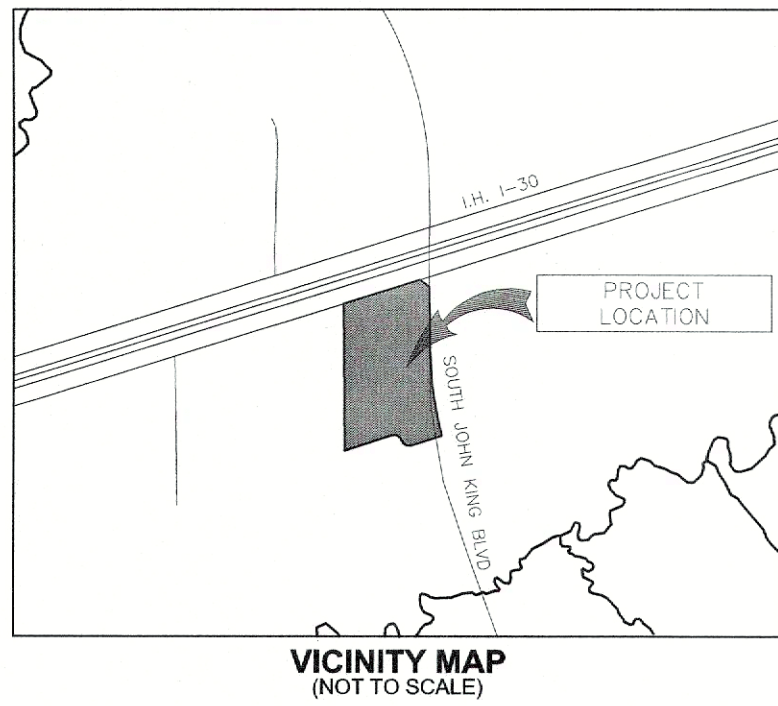 I.H. I-30
PROJECT
LOCATION
SOUTH JOHN KING BLVD
VICINITY MAP
(NOT TO SCALE)